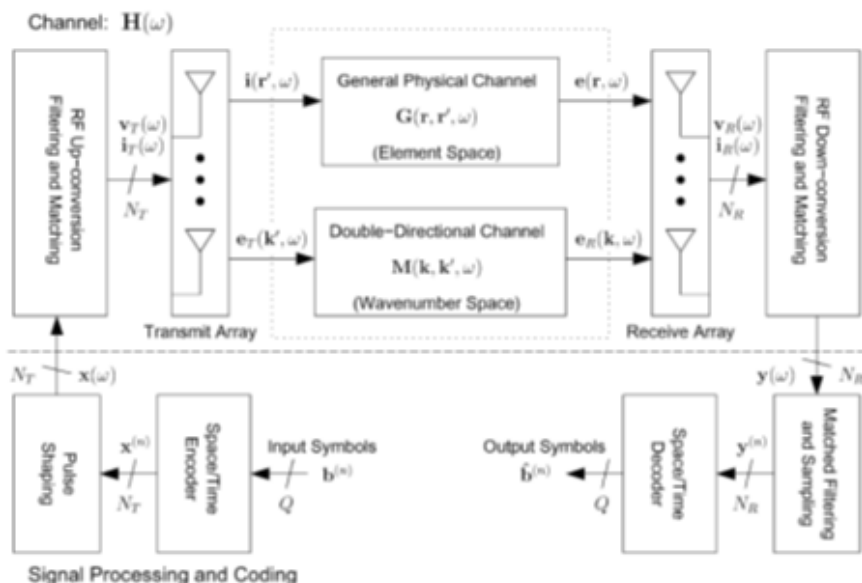 Channel: H(ω)
RF Up−conversion
Filtering and Matching
v_T(ω)
i_T(ω)
N_T
Transmit Array
i(r′, ω)
General Physical Channel
G(r, r′, ω)
(Element Space)
e(r, ω)
e_T(k′, ω)
Double−Directional Channel
M(k, k′, ω)
(Wavenumber Space)
e_R(k, ω)
Receive Array
v_R(ω)
i_R(ω)
N_R
RF Down−conversion
Filtering and Matching
N_T
x(ω)
y(ω)
N_R
Pulse
Shaping
x^(n)
N_T
Space/Time
Encoder
Input Symbols
b^(n)
Q
Output Symbols
b̂^(n)
Q
Space/Time
Decoder
y^(n)
N_R
Matched Filtering
and Sampling
Signal Processing and Coding